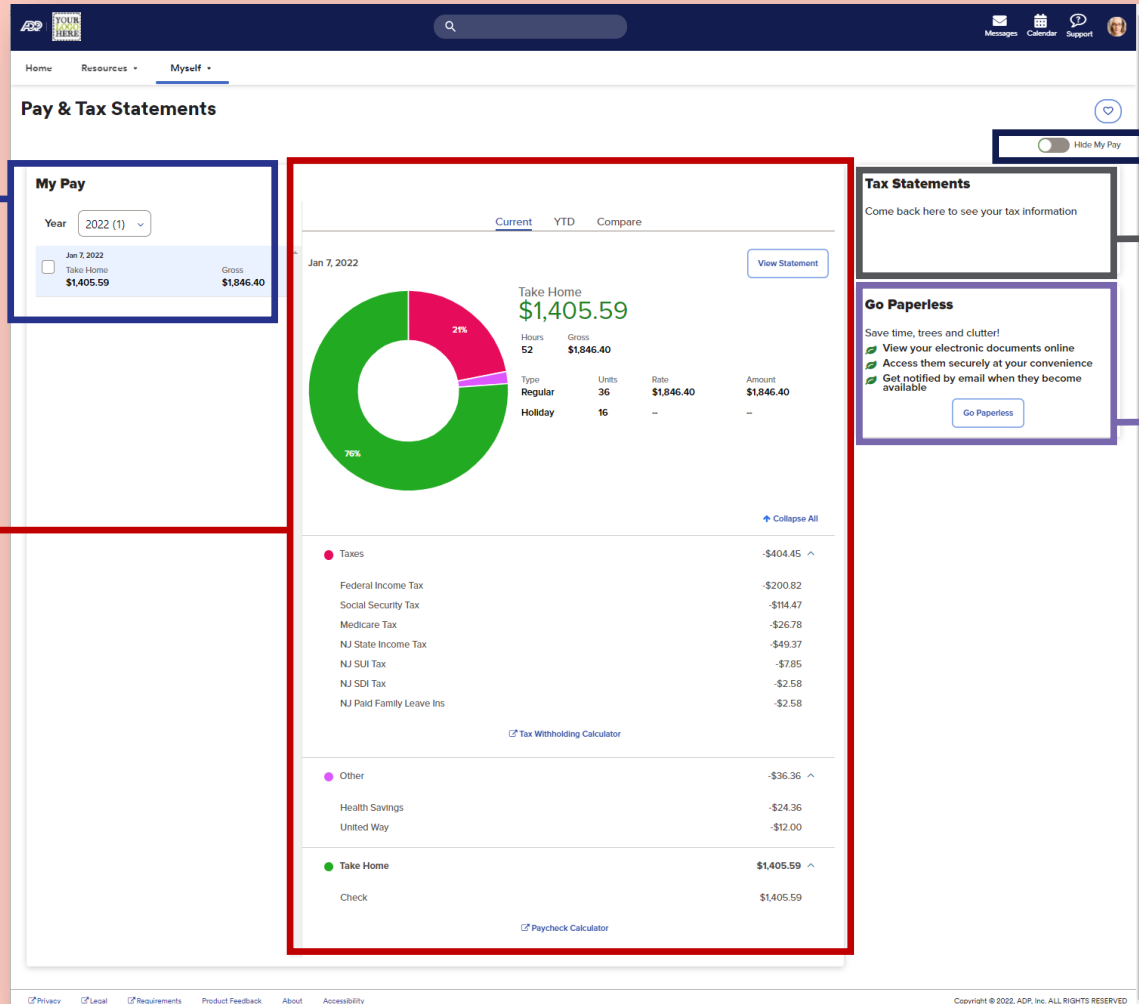 ADP YOUR LOGO HERE
Messages Calendar Support
Home Resources Myself
Pay & Tax Statements
Hide My Pay
My Pay
Year 2022 (1)
Jan 7, 2022
Take Home Gross
$1,405.59 $1,846.40
Current YTD Compare
Jan 7, 2022 View Statement
21%
76%
Take Home
$1,405.59
Hours Gross
52 $1,846.40
Type Units Rate Amount
Regular 36 $1,846.40 $1,846.40
Holiday 16 – –
Collapse All
Taxes -$404.45
Federal Income Tax -$200.82
Social Security Tax -$114.47
Medicare Tax -$26.78
NJ State Income Tax -$49.37
NJ SUI Tax -$7.85
NJ SDI Tax -$2.58
NJ Paid Family Leave Ins -$2.58
Tax Withholding Calculator
Other -$36.36
Health Savings -$24.36
United Way -$12.00
Take Home $1,405.59
Check $1,405.59
Paycheck Calculator
Tax Statements
Come back here to see your tax information
Go Paperless
Save time, trees and clutter!
View your electronic documents online
Access them securely at your convenience
Get notified by email when they become
available
Go Paperless
Privacy Legal Requirements Product Feedback About Accessibility Copyright © 2022, ADP, Inc. ALL RIGHTS RESERVED